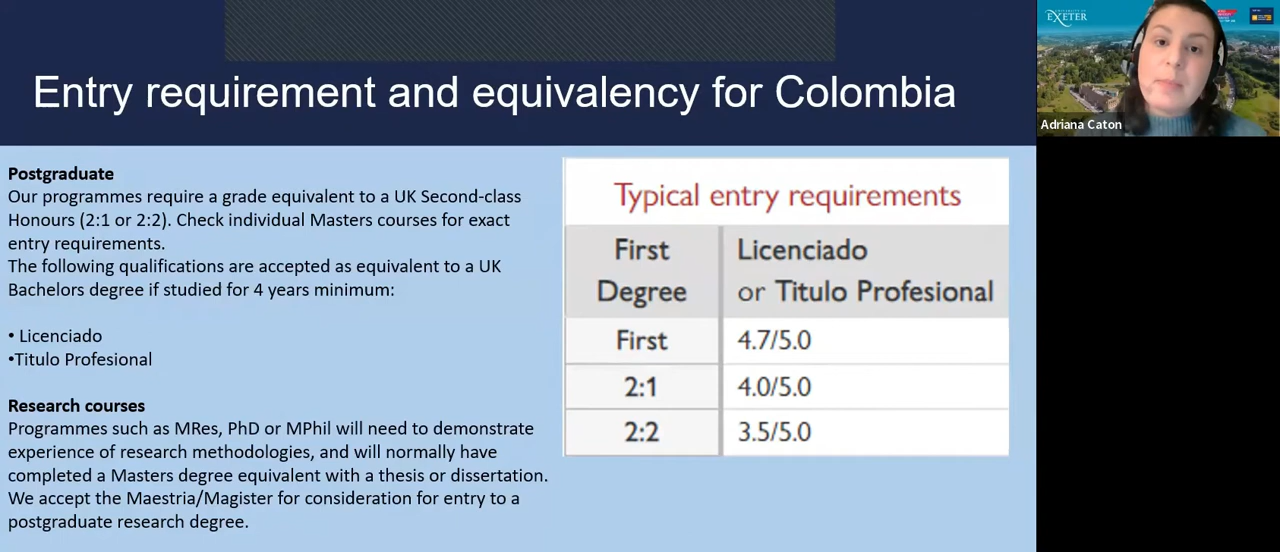 Entry requirement and equivalency for Colombia
Postgraduate
Our programmes require a grade equivalent to a UK Second-class
Honours (2:1 or 2:2). Check individual Masters courses for exact
entry requirements.
The following qualifications are accepted as equivalent to a UK
Bachelors degree if studied for 4 years minimum:
• Licenciado
•Titulo Profesional
Research courses
Programmes such as MRes, PhD or MPhil will need to demonstrate
experience of research methodologies, and will normally have
completed a Masters degree equivalent with a thesis or dissertation.
We accept the Maestria/Magister for consideration for entry to a
postgraduate research degree.
Typical entry requirements
First Degree Licenciado or Titulo Profesional
First 4.7/5.0
2:1 4.0/5.0
2:2 3.5/5.0
UNIVERSITY OF
EXETER
Adriana Caton